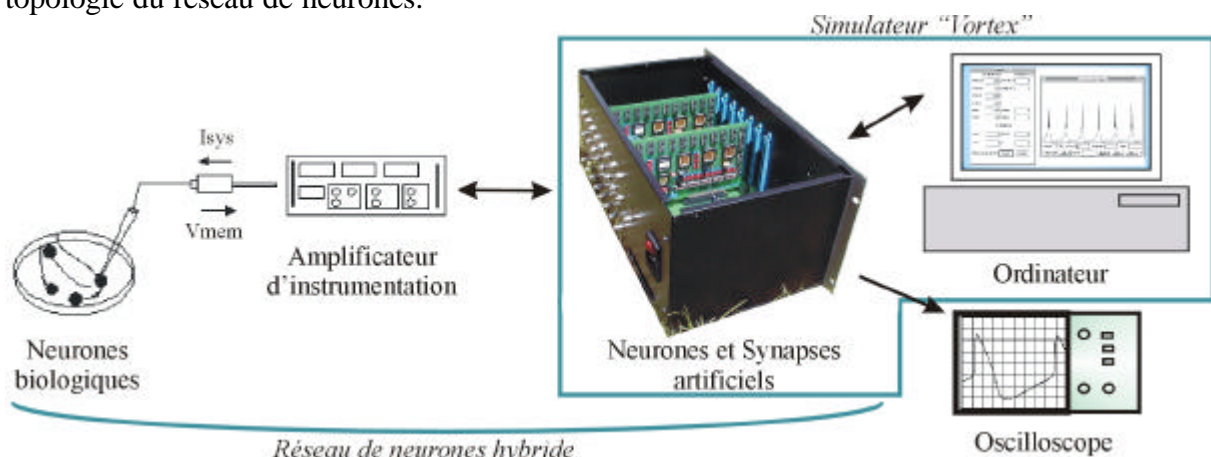 topologie du réseau de neurones.
Simulateur “Vortex”
Isys
Vmem
Amplificateur
d’instrumentation
Ordinateur
Neurones
biologiques
Neurones et Synapses
artificiels
Réseau de neurones hybride
Oscilloscope